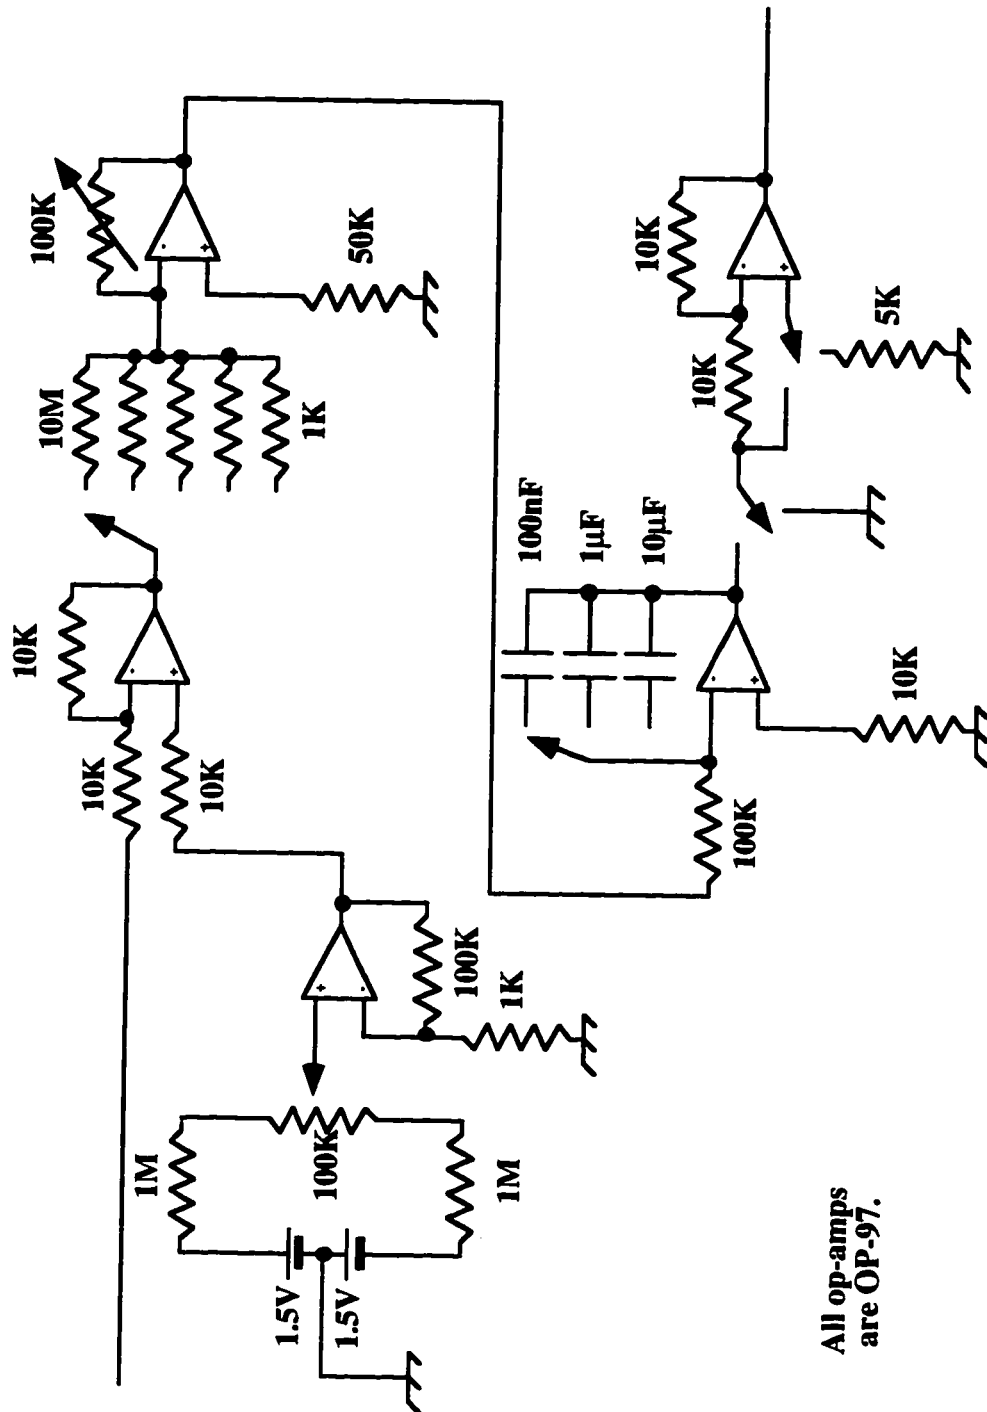 10K
10K
10K
10M
1K
100K
-
+
50K
-
+
1.5V
1.5V
1M
100K
1M
+
-
100K
1K
100K
100nF
1µF
10µF
-
+
10K
10K
10K
-
+
5K
All op-amps
are OP-97.